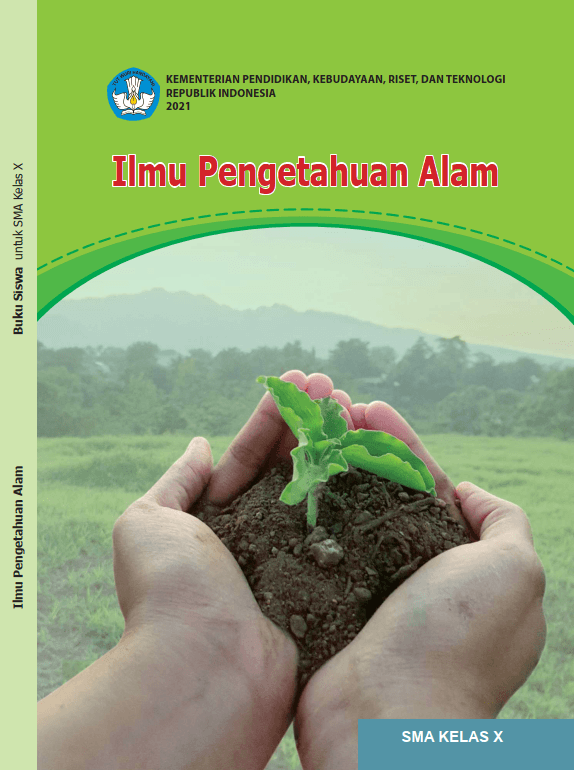 KEMENTERIAN PENDIDIKAN, KEBUDAYAAN, RISET, DAN TEKNOLOGI
REPUBLIK INDONESIA
2021
Ilmu Pengetahuan Alam
Buku Siswa untuk SMA Kelas X
Ilmu Pengetahuan Alam
SMA KELAS X